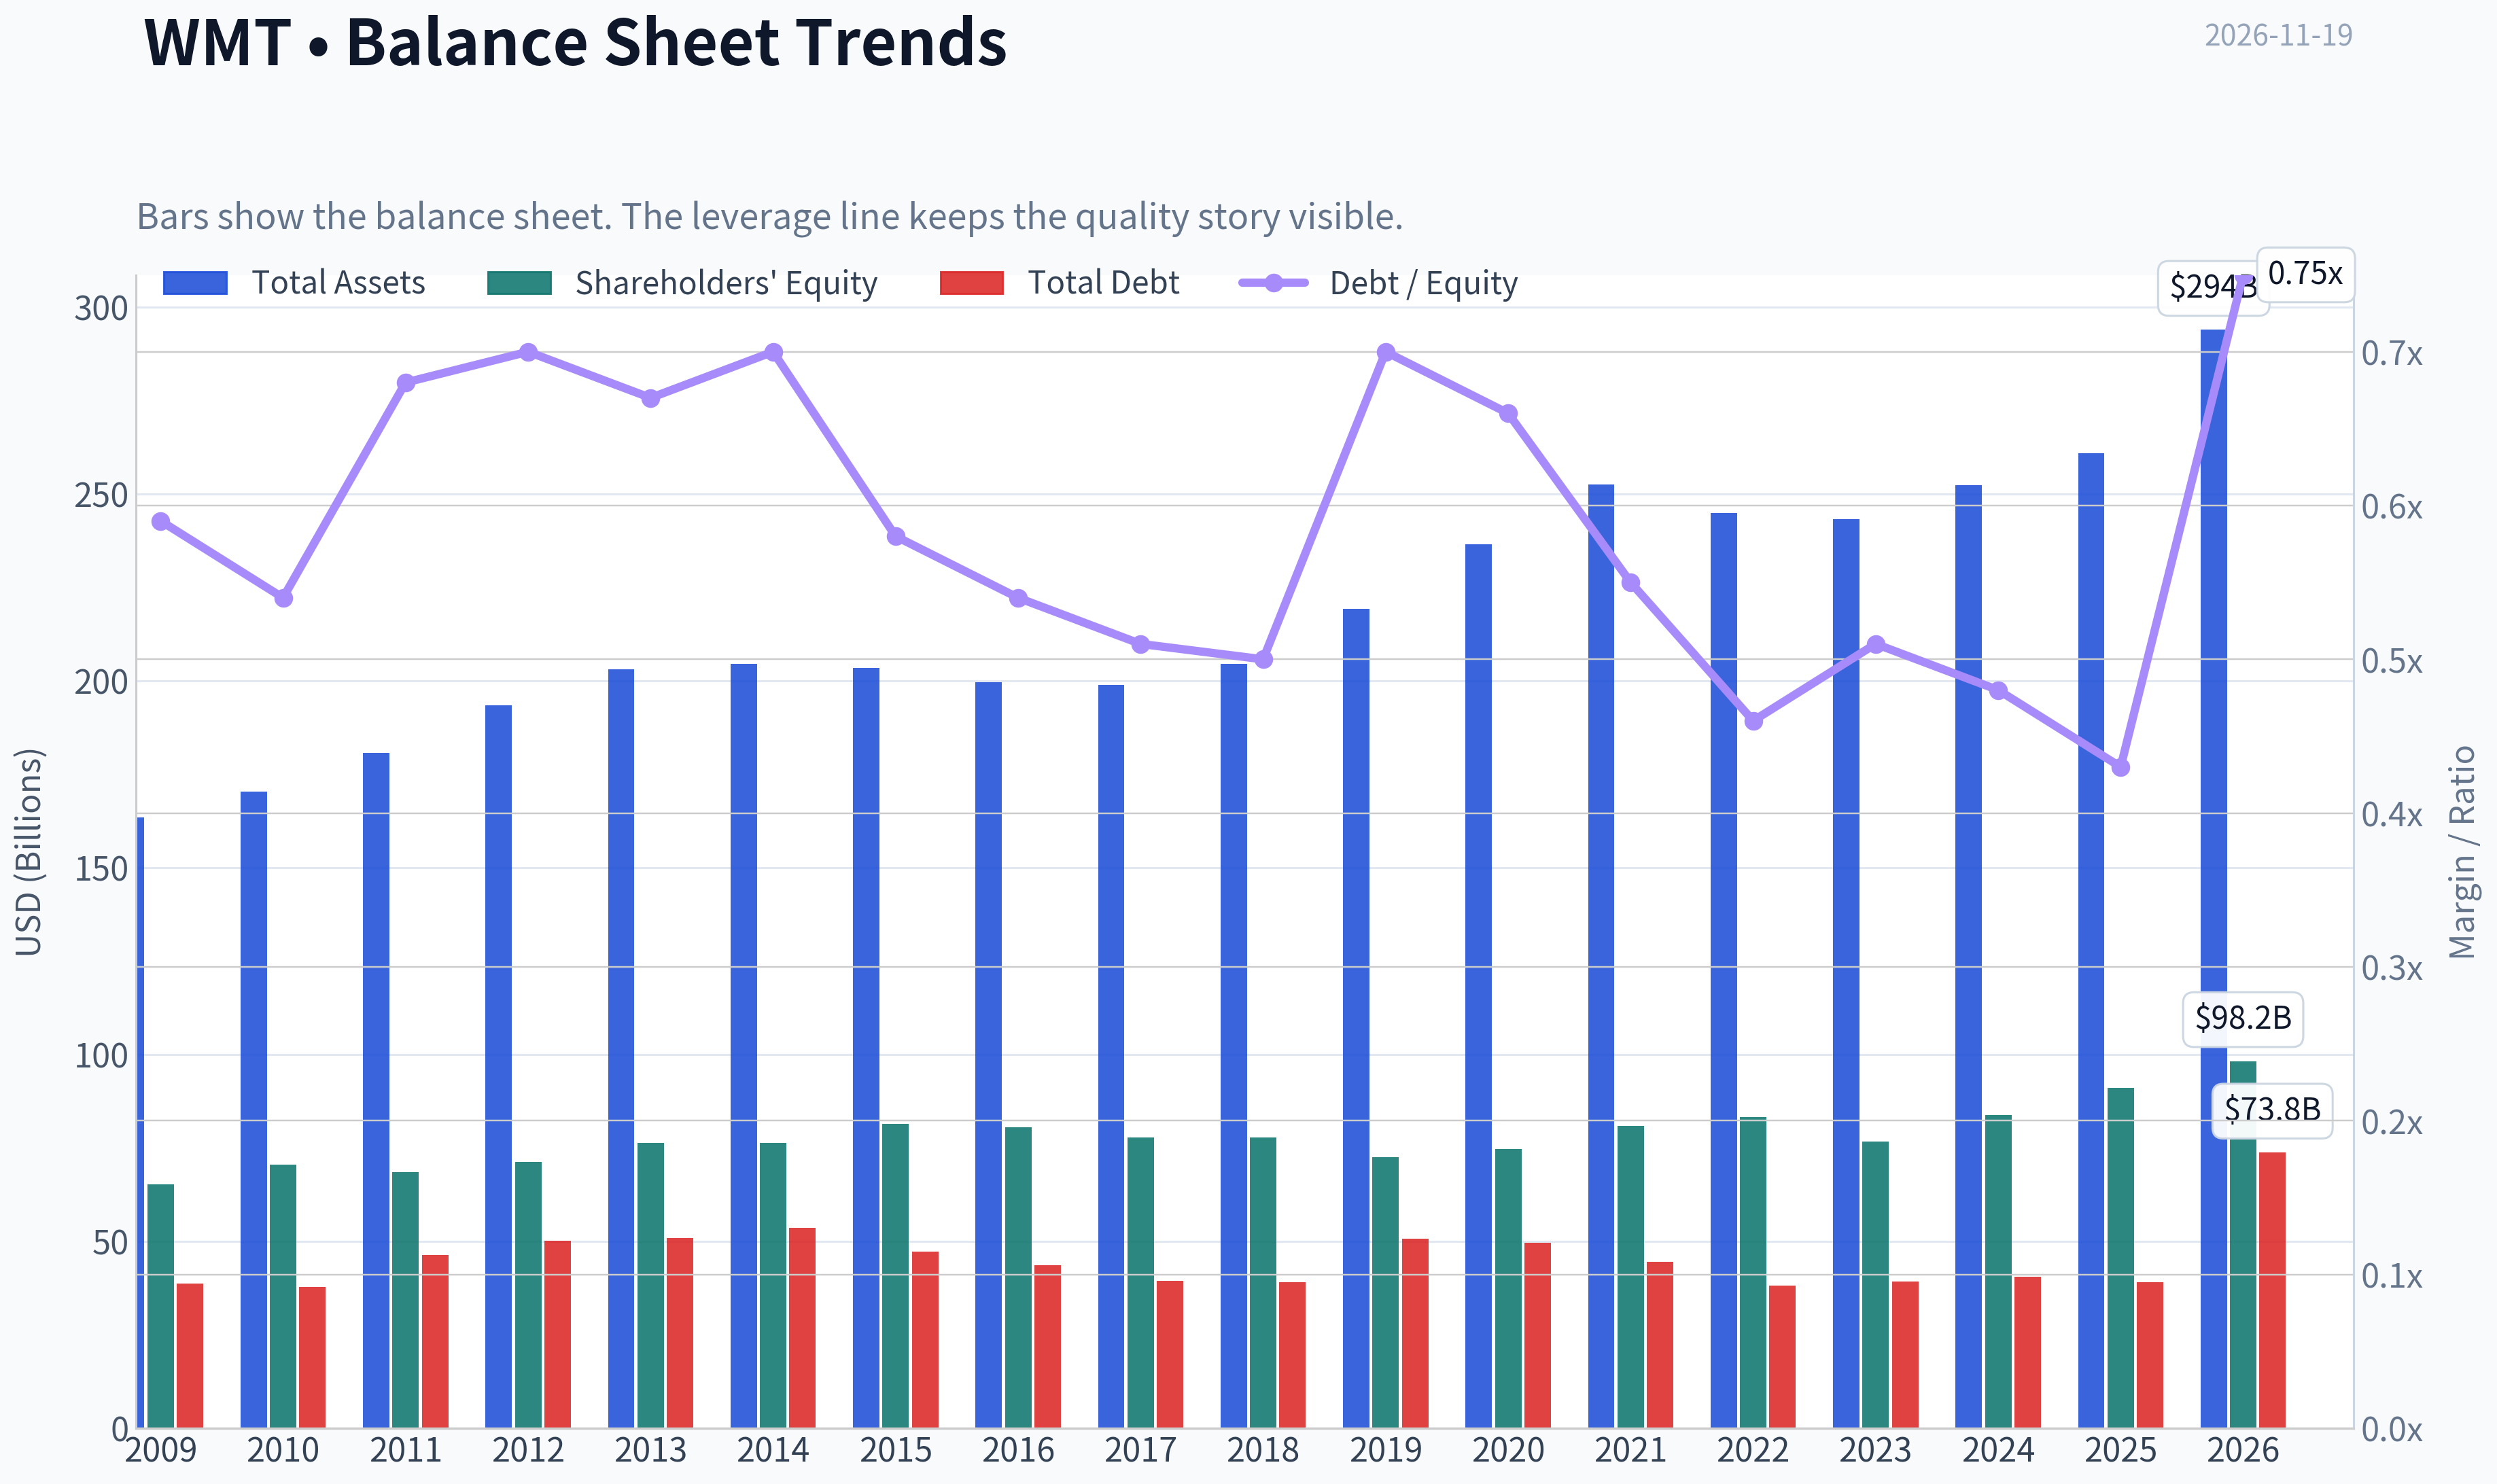 WMT • Balance Sheet Trends
2026-11-19
Bars show the balance sheet. The leverage line keeps the quality story visible.
Total Assets
Shareholders' Equity
Total Debt
Debt / Equity
$294B
0.75x
300
250
200
150
100
50
0
USD (Billions)
0.7x
0.6x
0.5x
0.4x
0.3x
0.2x
0.1x
0.0x
Margin / Ratio
$98.2B
$73.8B
2009
2010
2011
2012
2013
2014
2015
2016
2017
2018
2019
2020
2021
2022
2023
2024
2025
2026